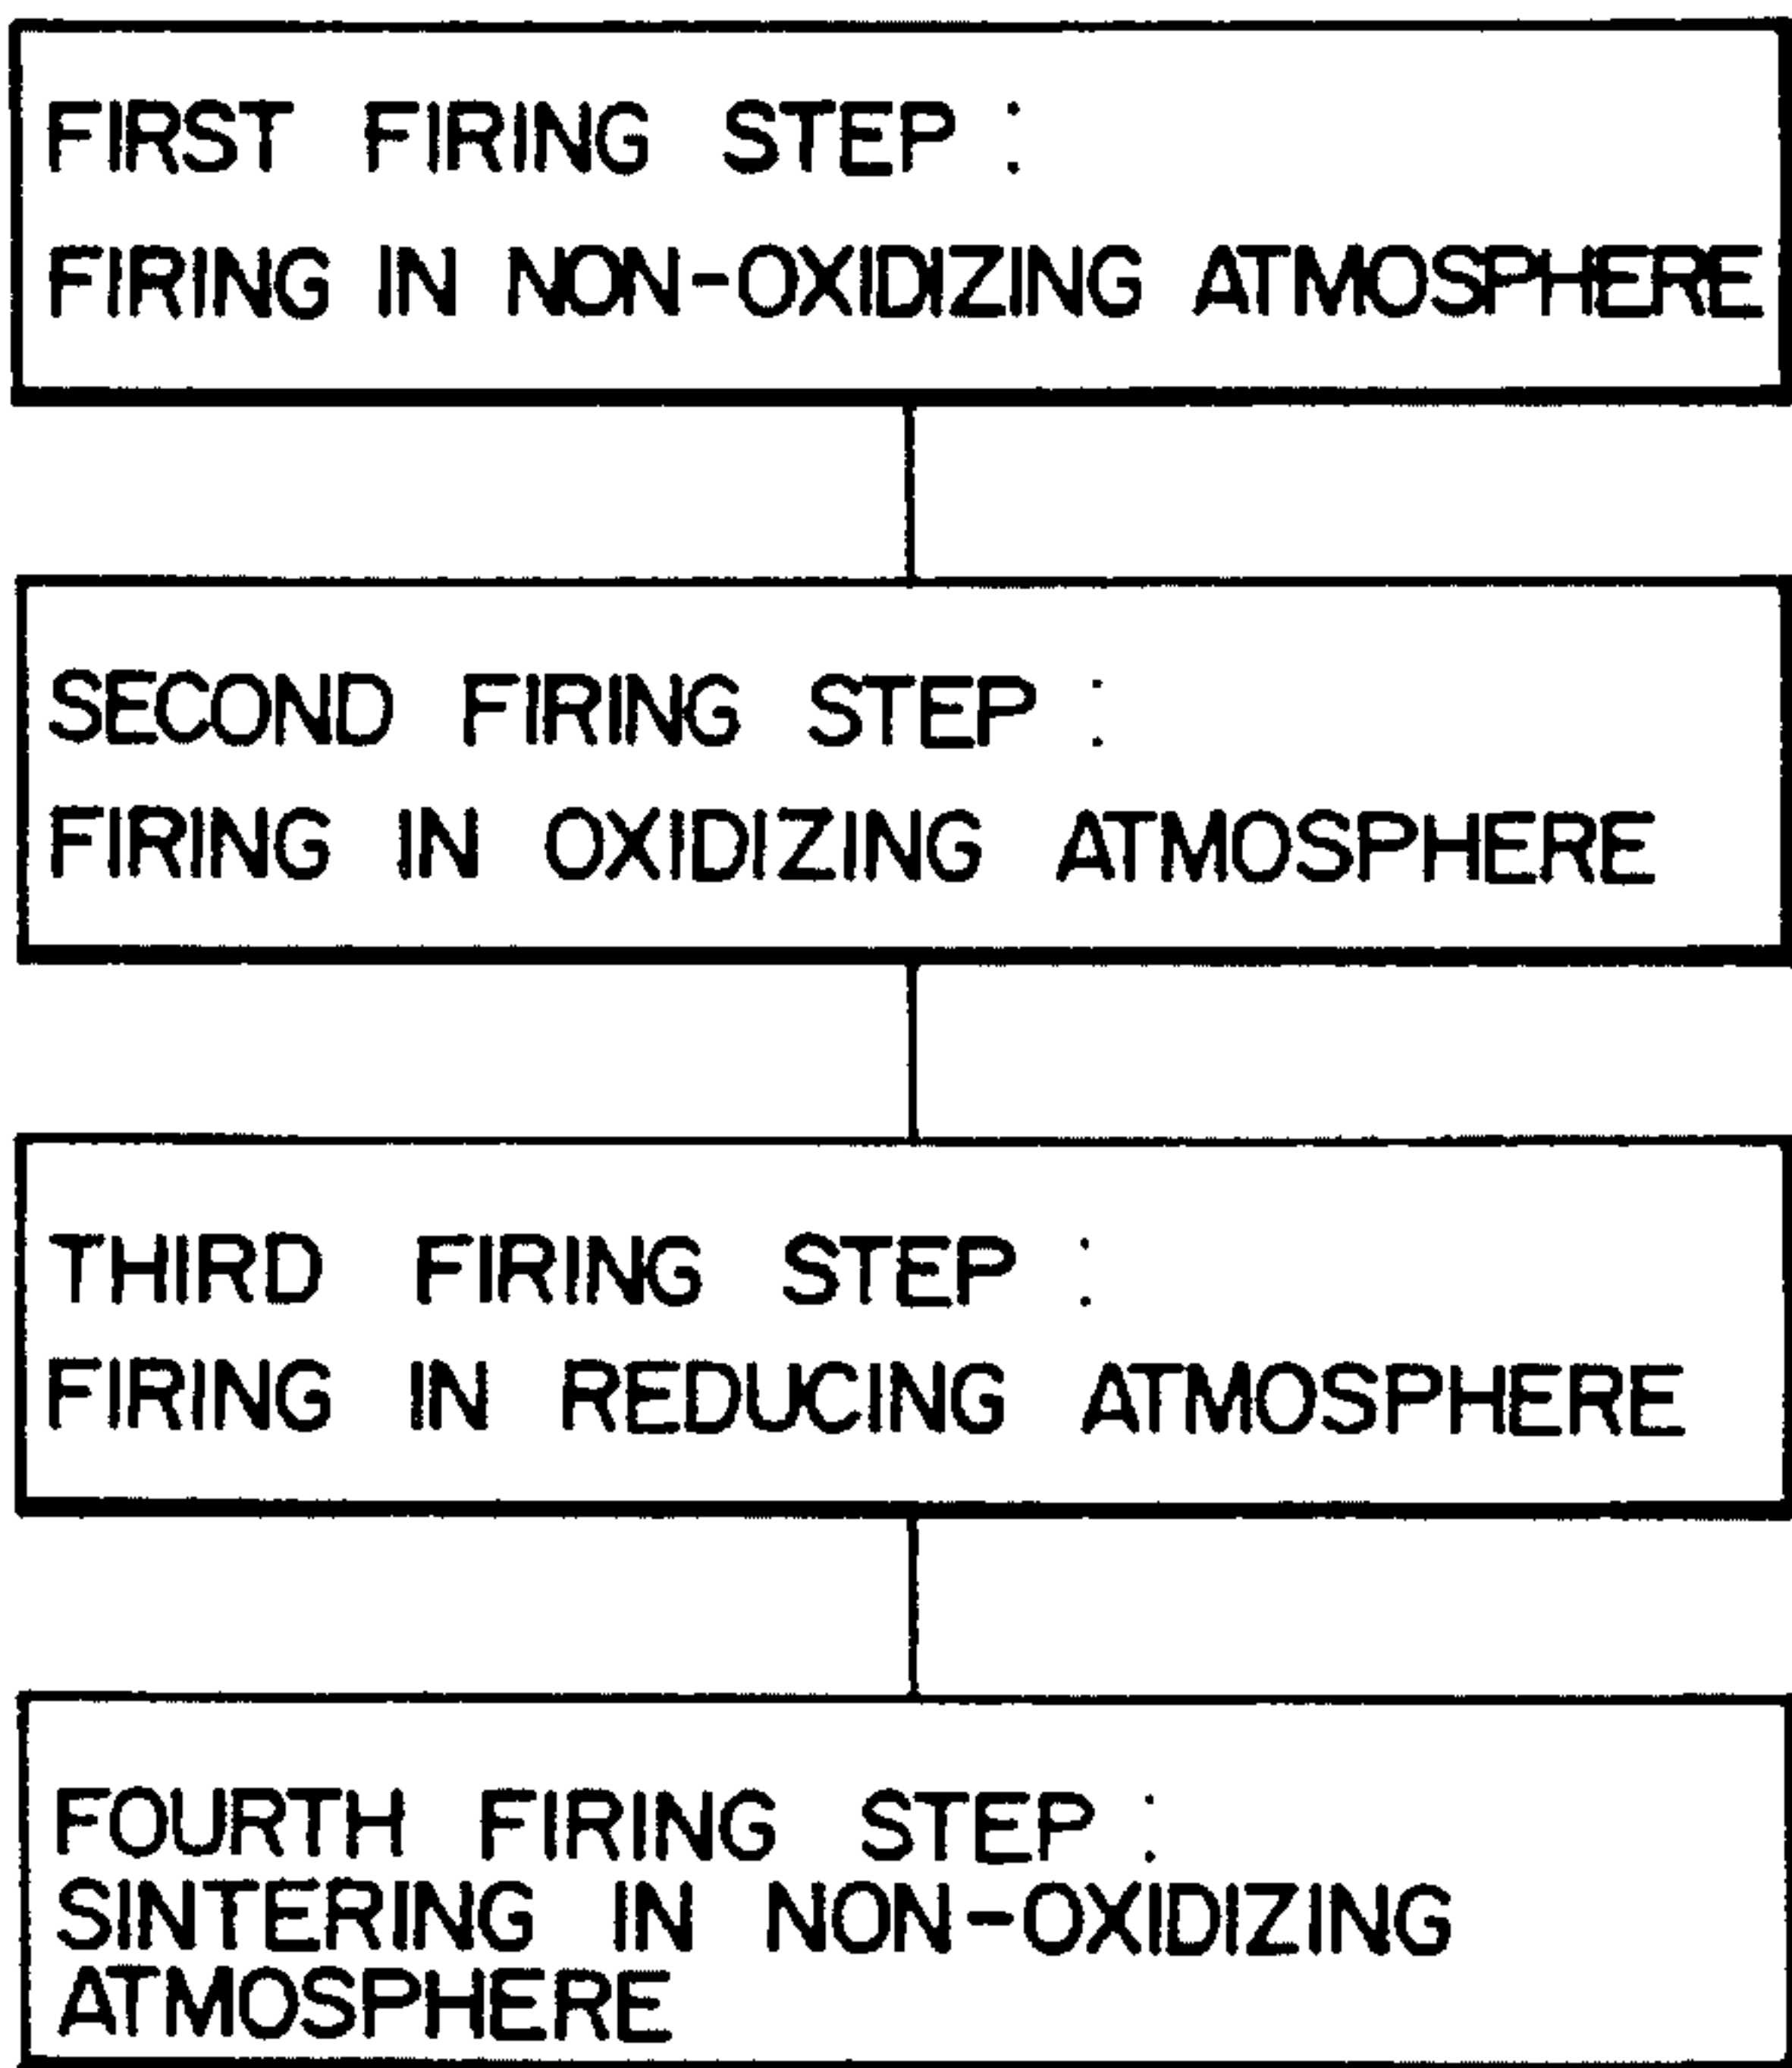 FIRST FIRING STEP :
FIRING IN NON-OXIDIZING ATMOSPHERE
SECOND FIRING STEP :
FIRING IN OXIDIZING ATMOSPHERE
THIRD FIRING STEP :
FIRING IN REDUCING ATMOSPHERE
FOURTH FIRING STEP :
SINTERING IN NON-OXIDIZING
ATMOSPHERE